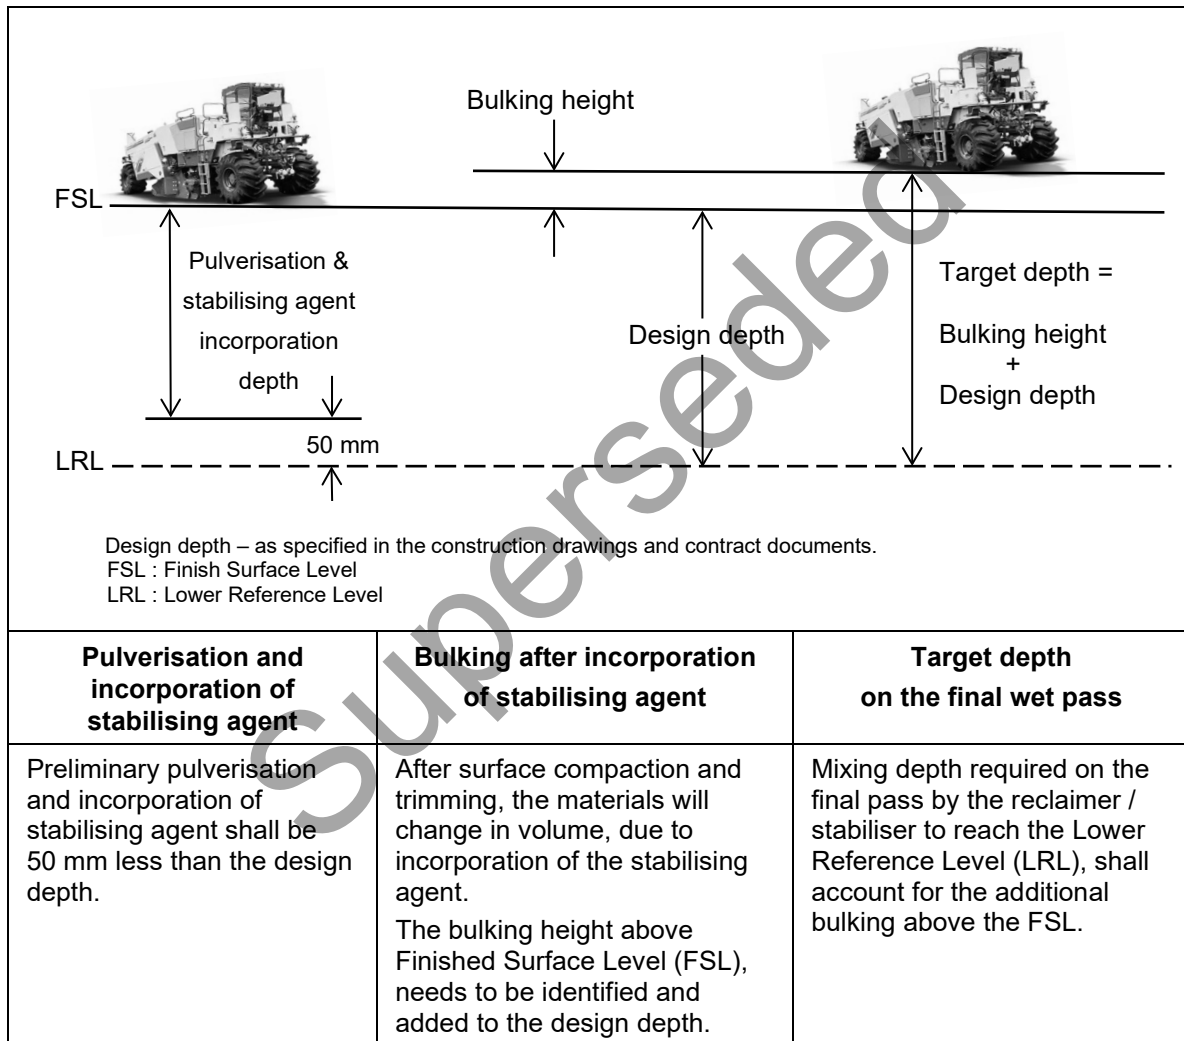 Bulking height
FSL
Pulverisation &
stabilising agent
incorporation
depth
Design depth
Target depth =
Bulking height
+
Design depth
50 mm
LRL
Design depth – as specified in the construction drawings and contract documents.
FSL : Finish Surface Level
LRL : Lower Reference Level
Superseded
Pulverisation and
incorporation of
stabilising agent
Bulking after incorporation
of stabilising agent
Target depth
on the final wet pass
Preliminary pulverisation
and incorporation of
stabilising agent shall be
50 mm less than the design
depth.
After surface compaction and
trimming, the materials will
change in volume, due to
incorporation of the stabilising
agent.
The bulking height above
Finished Surface Level (FSL),
needs to be identified and
added to the design depth.
Mixing depth required on the
final pass by the reclaimer /
stabiliser to reach the Lower
Reference Level (LRL), shall
account for the additional
bulking above the FSL.